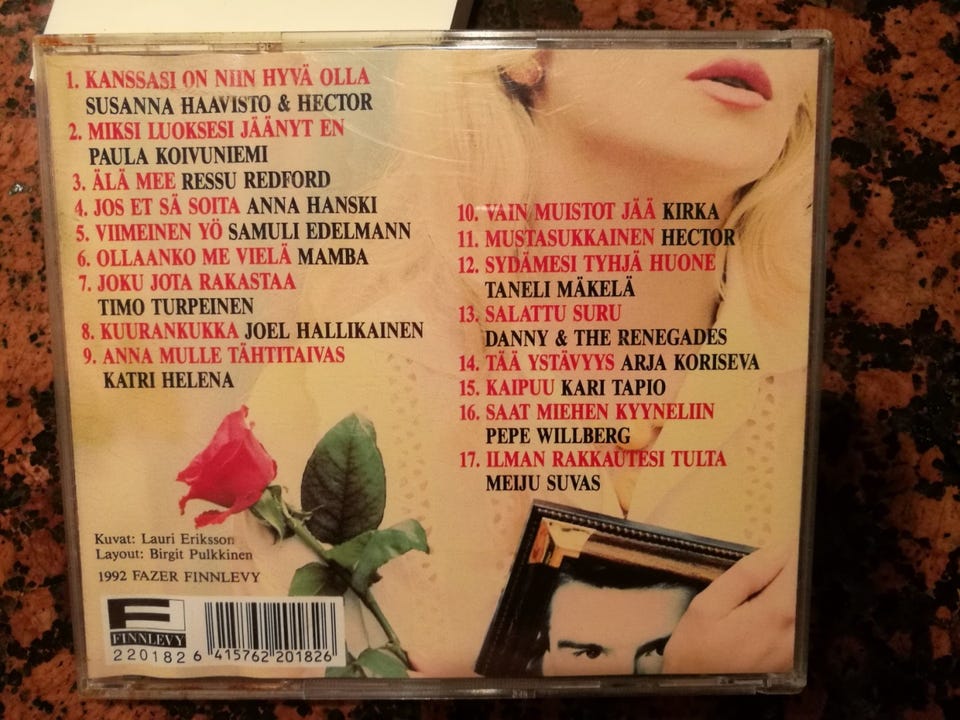 1. KANSSASI ON NIIN HYVÄ OLLA
SUSANNA HAAVISTO & HECTOR
2. MIKSI LUOKSESI JÄÄNYT EN
PAULA KOIVUNIEMI
3. ÄLÄ MEE RESSU REDFORD
4. JOS ET SÄ SOITA ANNA HANSKI
5. VIIMEINEN YÖ SAMULI EDELMANN
6. OLLAANKO ME VIELÄ MAMBA
7. JOKU JOTA RAKASTAA
TIMO TURPEINEN
8. KUURANKUKKA JOEL HALLIKAINEN
9. ANNA MULLE TÄHTITAIVAS
KATRI HELENA
10. VAIN MUISTOT JÄÄ KIRKA
11. MUSTASUKKAINEN HECTOR
12. SYDÄMESI TYHJÄ HUONE
TANELI MÄKELÄ
13. SALATTU SURU
DANNY & THE RENEGADES
14. TÄÄ YSTÄVYYS ARJA KORISEVA
15. KAIPUU KARI TAPIO
16. SAAT MIEHEN KYYNELIIN
PEPE WILLBERG
17. ILMAN RAKKAUTESI TULTA
MEIJU SUVAS
Kuvat: Lauri Eriksson
Layout: Birgit Pulkkinen
1992 FAZER FINNLEVY
F
FINNLEVY
220182
6 415762 201826